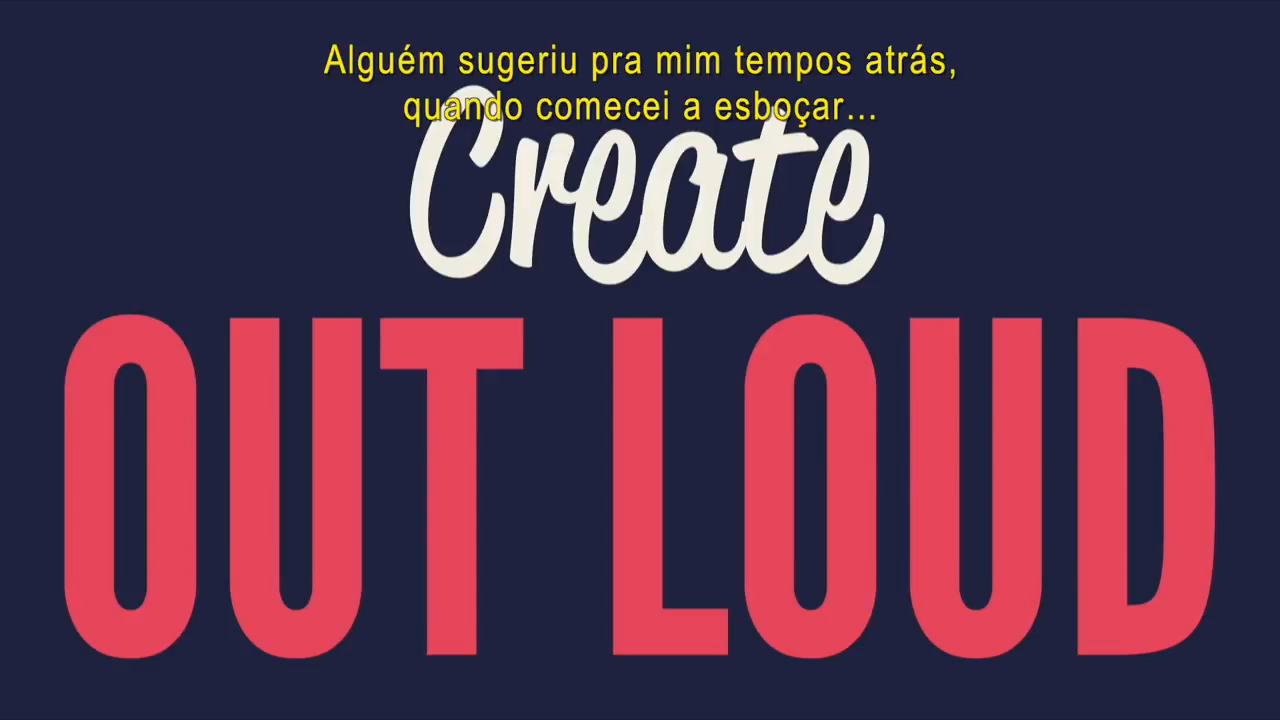 Alguém sugeriu pra mim tempos atrás,
quando comecei a esboçar...
Create
OUT LOUD